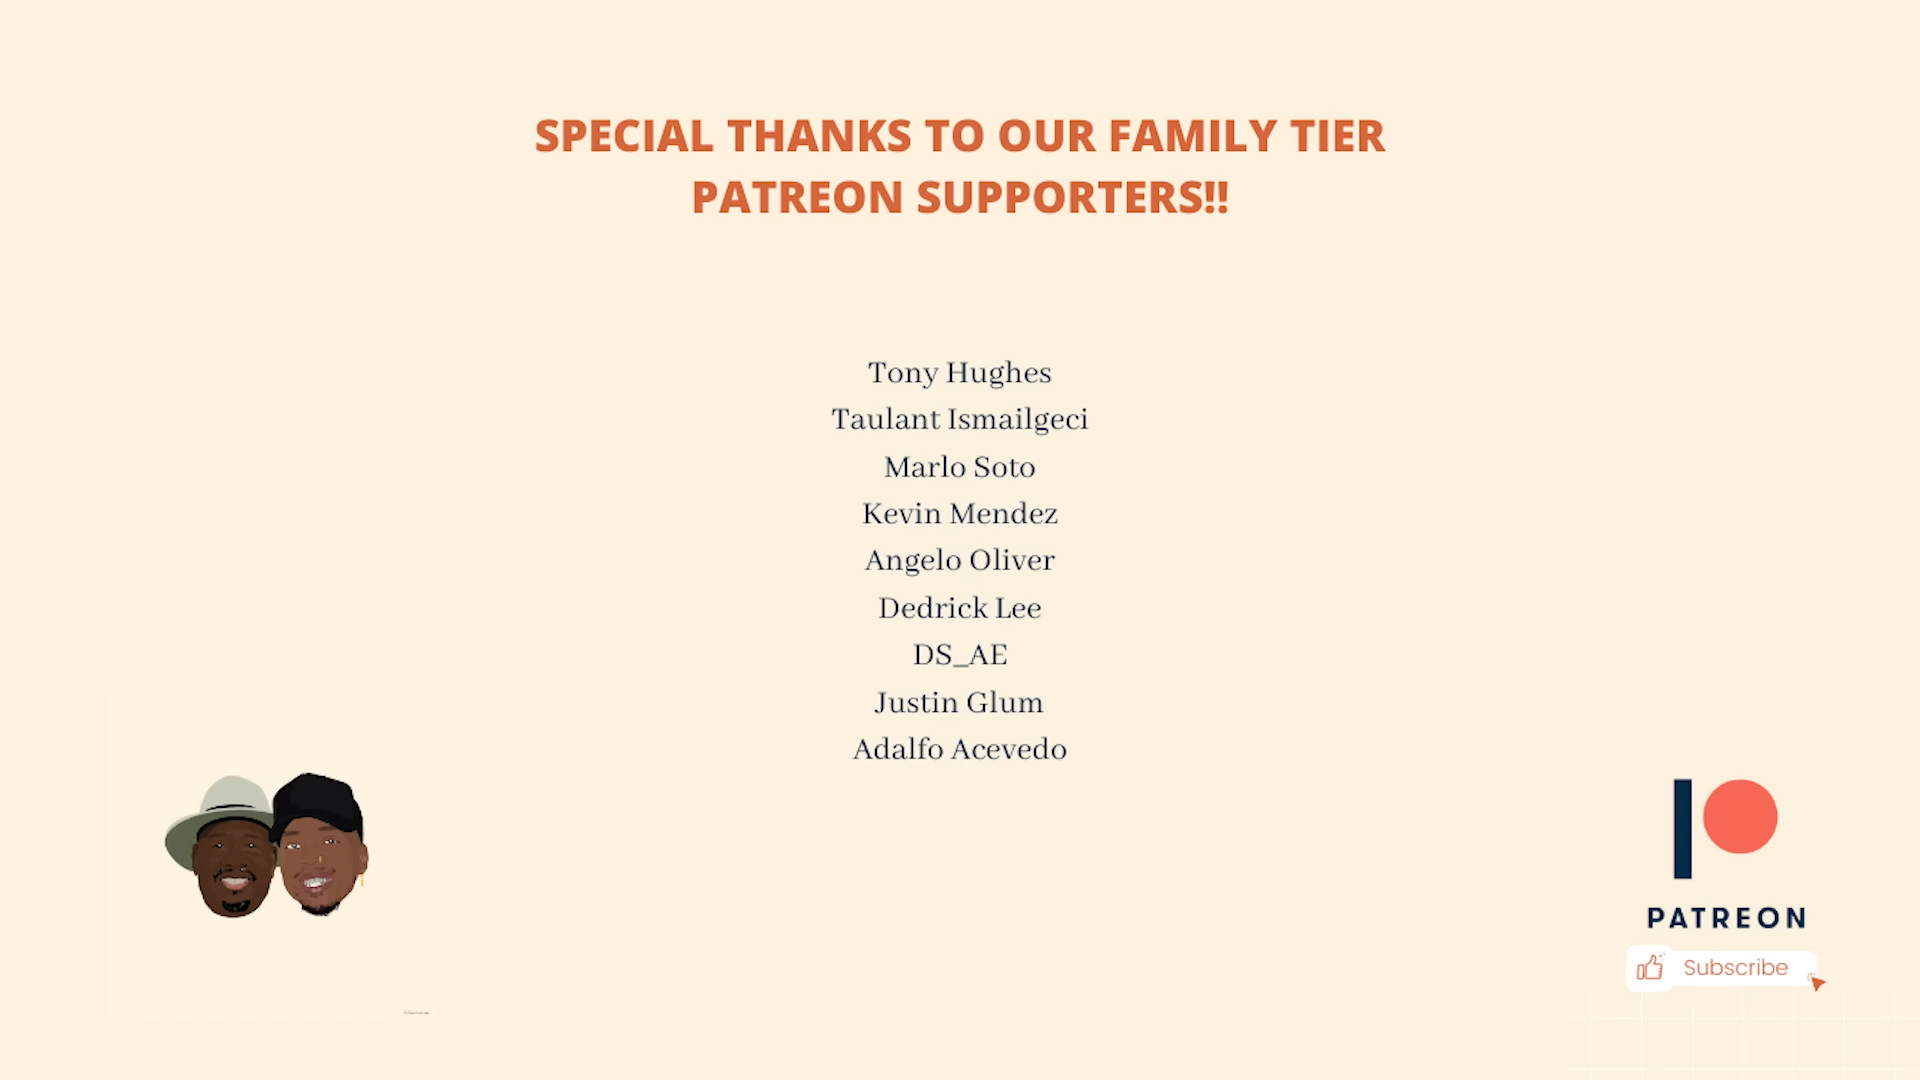 SPECIAL THANKS TO OUR FAMILY TIER
PATREON SUPPORTERS!!
Tony Hughes
Taulant Ismailgeci
Marlo Soto
Kevin Mendez
Angelo Oliver
Dedrick Lee
DS_AE
Justin Glum
Adalfo Acevedo
PATREON
Subscribe